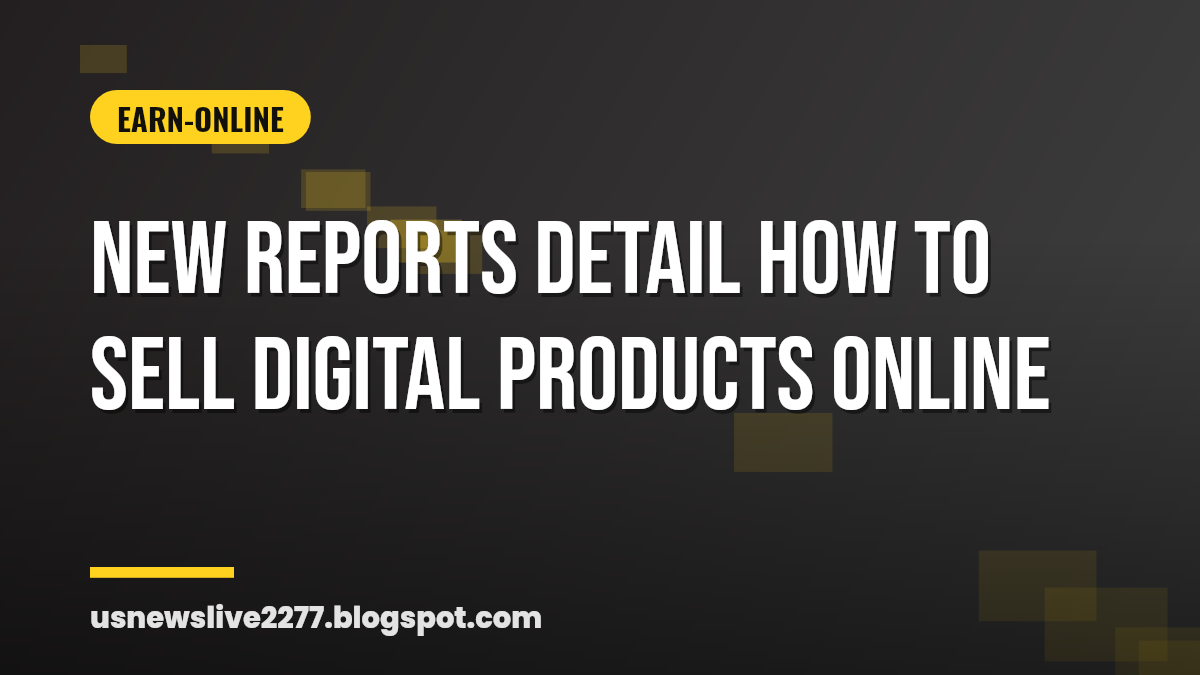 EARN-ONLINE
NEW REPORTS DETAIL HOW TO
SELL DIGITAL PRODUCTS ONLINE
usnewslive2277.blogspot.com